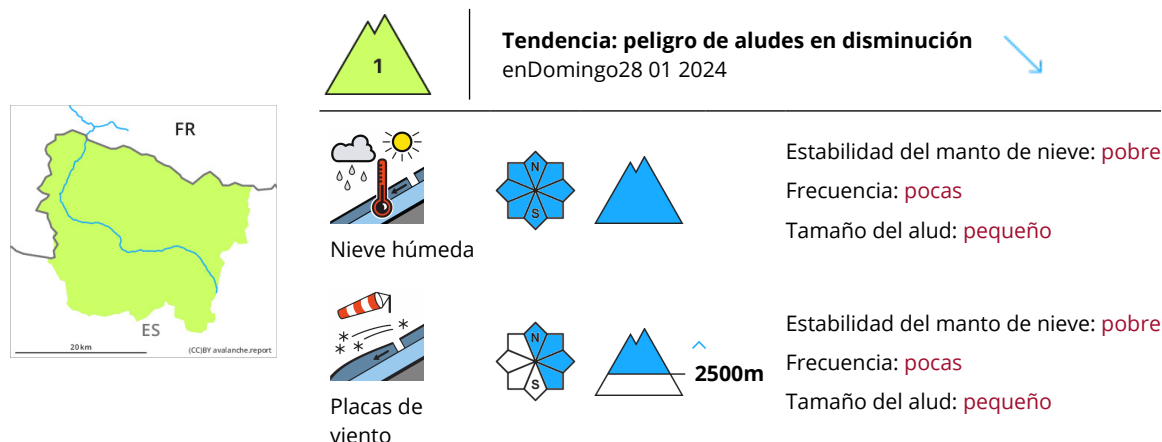 1
Tendencia: peligro de aludes en disminución
enDomingo28 01 2024
FR
ES
20 km
(CC)BY avalanche.report
N
S
Nieve húmeda
Estabilidad del manto de nieve: pobre
Frecuencia: pocas
Tamaño del alud: pequeño
N
S
2500m
Placas de
viento
Estabilidad del manto de nieve: pobre
Frecuencia: pocas
Tamaño del alud: pequeño